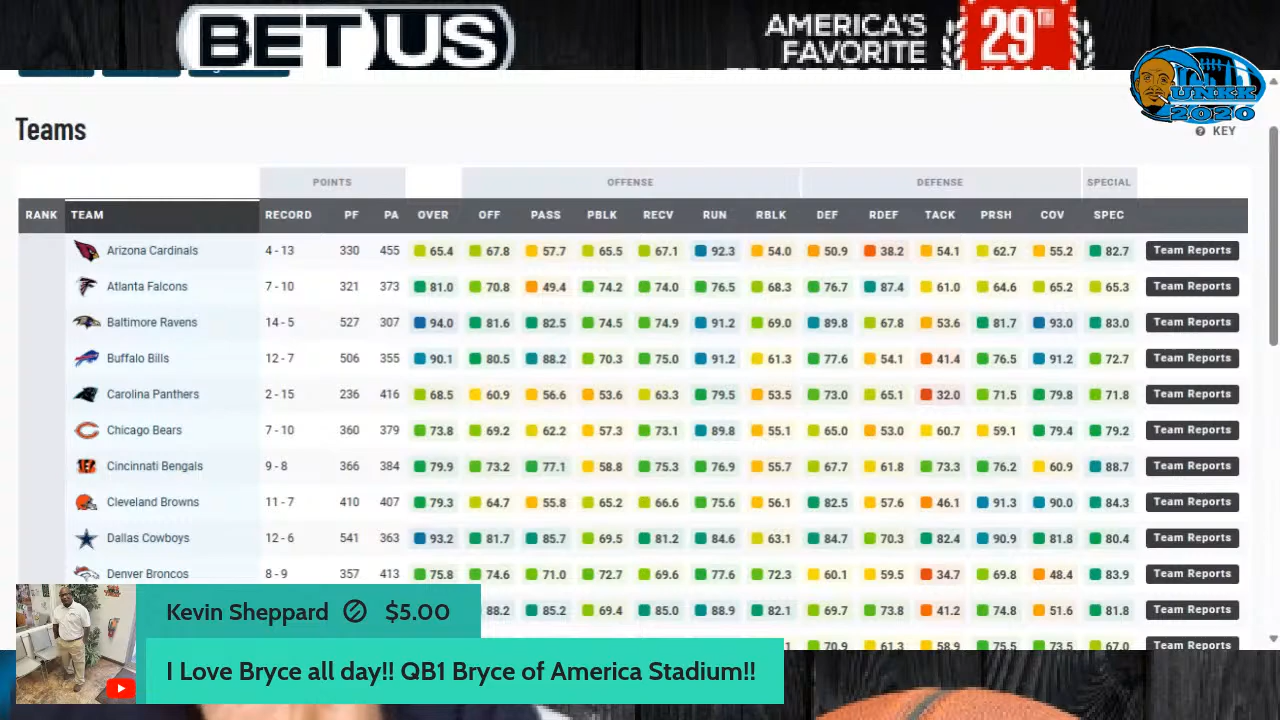 BET US
AMERICA'S
FAVORITE
29TH
UNKK
2020
Teams
KEY
POINTS OFFENSE DEFENSE SPECIAL
RANK TEAM RECORD PF PA OVER OFF PASS PBLK RECV RUN RBLK DEF RDEF TACK PRSH COV SPEC
Arizona Cardinals 4 - 13 330 455 65.4 67.8 57.7 65.5 67.1 92.3 54.0 50.9 38.2 54.1 62.7 55.2 82.7 Team Reports
Atlanta Falcons 7 - 10 321 373 81.0 70.8 49.4 74.2 74.0 76.5 68.3 76.7 87.4 61.0 64.6 65.2 65.3 Team Reports
Baltimore Ravens 14 - 5 527 307 94.0 81.6 82.5 74.5 74.9 91.2 69.0 89.8 67.8 53.6 81.7 93.0 83.0 Team Reports
Buffalo Bills 12 - 7 506 355 90.1 80.5 88.2 70.3 75.0 91.2 61.3 77.6 54.1 41.4 76.5 91.2 72.7 Team Reports
Carolina Panthers 2 - 15 236 416 68.5 60.9 56.6 53.6 63.3 79.5 53.5 73.0 65.1 32.0 71.5 79.8 71.8 Team Reports
Chicago Bears 7 - 10 360 379 73.8 69.2 62.2 57.3 73.1 89.8 55.1 65.0 53.0 60.7 59.1 79.4 79.2 Team Reports
Cincinnati Bengals 9 - 8 366 384 79.9 73.2 77.1 58.8 75.3 76.9 55.7 67.7 61.8 73.3 76.2 60.9 88.7 Team Reports
Cleveland Browns 11 - 7 410 407 79.3 64.7 55.8 65.2 66.6 75.6 56.1 82.5 57.6 46.1 91.3 90.0 84.3 Team Reports
Dallas Cowboys 12 - 6 541 363 93.2 81.7 85.7 69.5 81.2 84.6 63.1 84.7 70.3 82.4 90.9 81.8 80.4 Team Reports
Denver Broncos 8 - 9 357 413 75.8 74.6 71.0 72.7 69.6 77.6 72.3 60.1 59.5 34.7 69.8 48.4 83.9 Team Reports
88.2 85.2 69.4 85.0 88.9 82.1 69.7 73.8 41.2 74.8 51.6 81.8 Team Reports
70.9 61.3 58.9 75.5 73.5 67.0 Team Reports
Kevin Sheppard $5.00
I Love Bryce all day!! QB1 Bryce of America Stadium!!